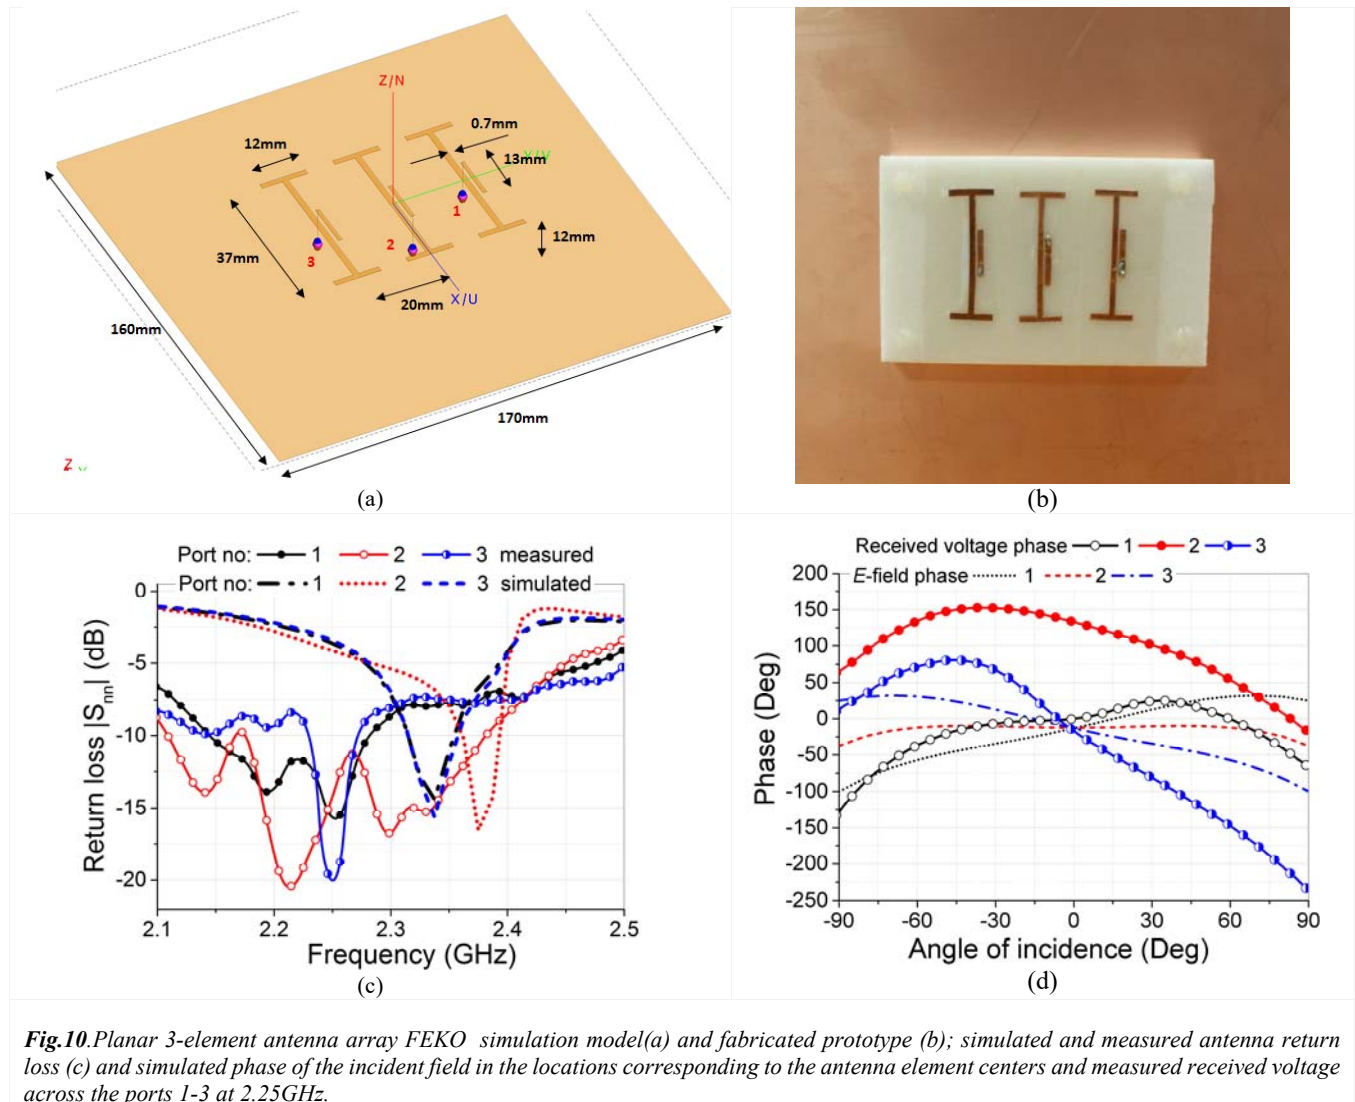 Z/N
0.7mm
12mm
13mm
X/V
1
2
3
12mm
37mm
20mm
X/U
160mm
170mm
Z
(a)
(b)
Port no: 1 2 3 measured
Port no: 1 2 3 simulated
0
-5
-10
-15
-20
Return loss |Snn| (dB)
2.1 2.2 2.3 2.4 2.5
Frequency (GHz)
(c)
Received voltage phase 1 2 3
E-field phase 1 2 3
200
150
100
50
0
-50
-100
-150
-200
-250
Phase (Deg)
-90 -60 -30 0 30 60 90
Angle of incidence (Deg)
(d)
Fig.10.Planar 3-element antenna array FEKO simulation model(a) and fabricated prototype (b); simulated and measured antenna return
loss (c) and simulated phase of the incident field in the locations corresponding to the antenna element centers and measured received voltage
across the ports 1-3 at 2.25GHz.